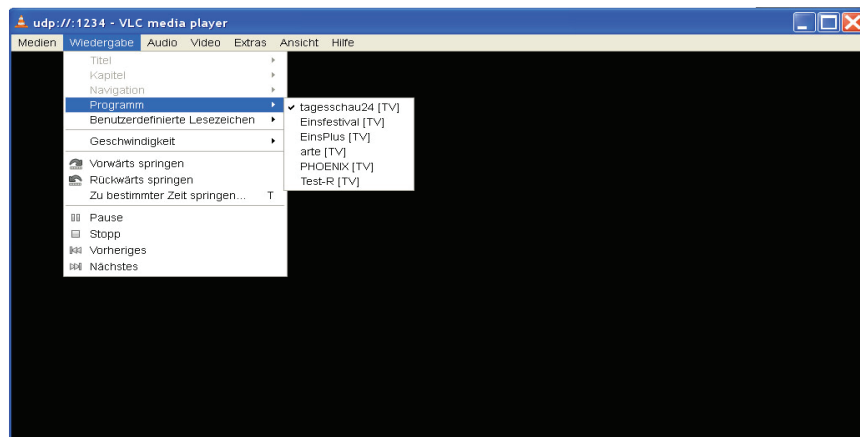 udp://:1234 - VLC media player
Medien Wiedergabe Audio Video Extras Ansicht Hilfe
Titel
Kapitel
Navigation
Programm
Benutzerdefinierte Lesezeichen
Geschwindigkeit
Vorwärts springen
Rückwärts springen
Zu bestimmter Zeit springen... T
Pause
Stopp
Vorheriges
Nächstes
tagesschau24 [TV]
Einsfestival [TV]
EinsPlus [TV]
arte [TV]
PHOENIX [TV]
Test-R [TV]